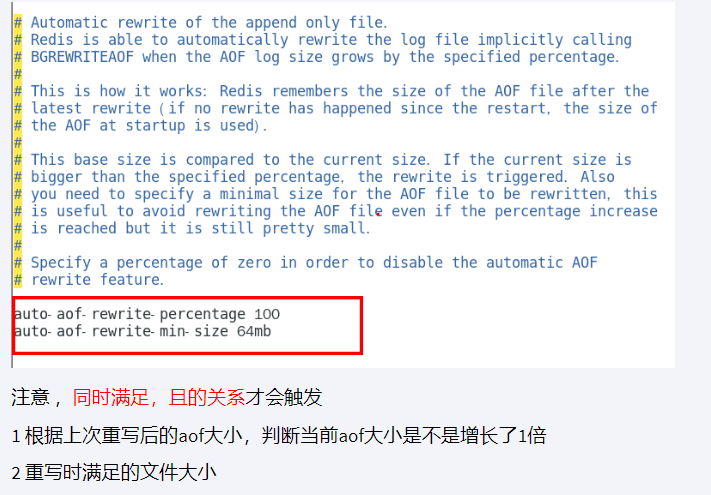 # Automatic rewrite of the append only file.
# Redis is able to automatically rewrite the log file implicitly calling
# BGREWRITEAOF when the AOF log size grows by the specified percentage.
#
# This is how it works: Redis remembers the size of the AOF file after the
# latest rewrite (if no rewrite has happened since the restart, the size of
# the AOF at startup is used).
#
# This base size is compared to the current size. If the current size is
# bigger than the specified percentage, the rewrite is triggered. Also
# you need to specify a minimal size for the AOF file to be rewritten, this
# is useful to avoid rewriting the AOF file even if the percentage increase
# is reached but it is still pretty small.
#
# Specify a percentage of zero in order to disable the automatic AOF
# rewrite feature.
auto-aof-rewrite-percentage 100
auto-aof-rewrite-min-size 64mb
注意，同时满足，且的关系才会触发
1 根据上次重写后的aof大小，判断当前aof大小是不是增长了1倍
2 重写时满足的文件大小